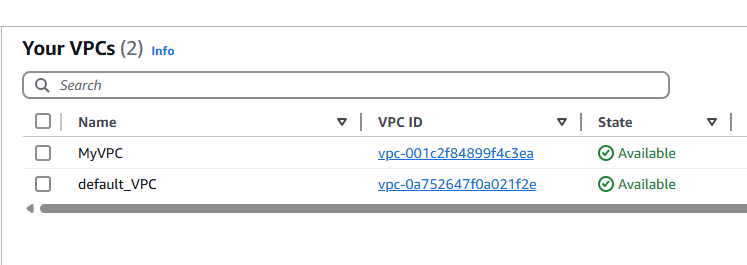 Your VPCs (2) Info
Search
Name VPC ID State
MyVPC vpc-001c2f84899f4c3ea Available
default_VPC vpc-0a752647f0a021f2e Available